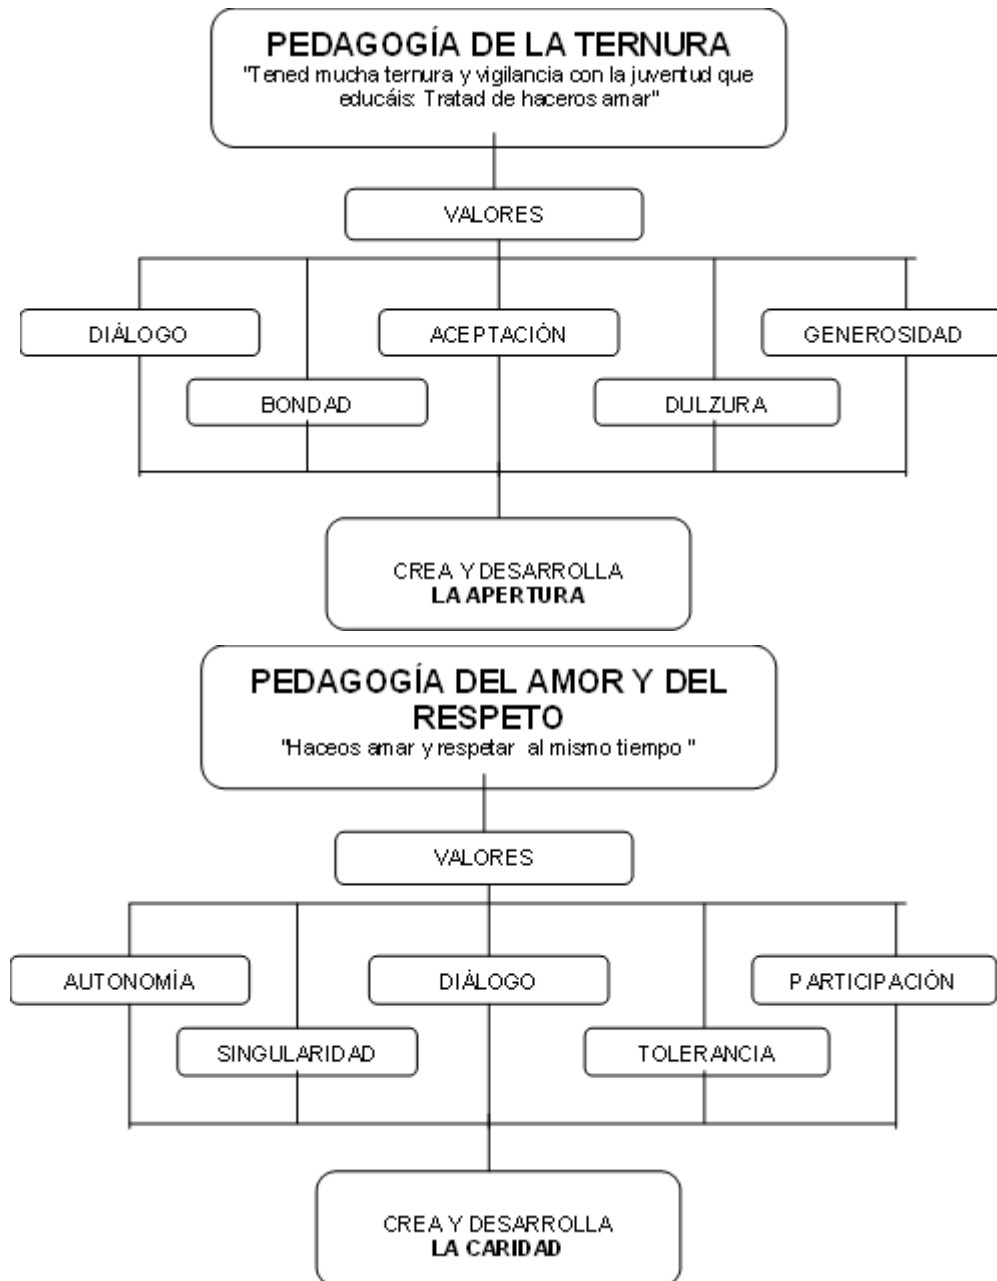 PEDAGOGÍA DE LA TERNURA
"Tened mucha ternura y vigilancia con la juventud que
educáis: Tratad de haceros amar"
VALORES
DIÁLOGO
ACEPTACIÓN
GENEROSIDAD
BONDAD
DULZURA
CREA Y DESARROLLA
LA APERTURA
PEDAGOGÍA DEL AMOR Y DEL
RESPETO
"Haceos amar y respetar al mismo tiempo "
VALORES
AUTONOMÍA
DIÁLOGO
PARTICIPACIÓN
SINGULARIDAD
TOLERANCIA
CREA Y DESARROLLA
LA CARIDAD